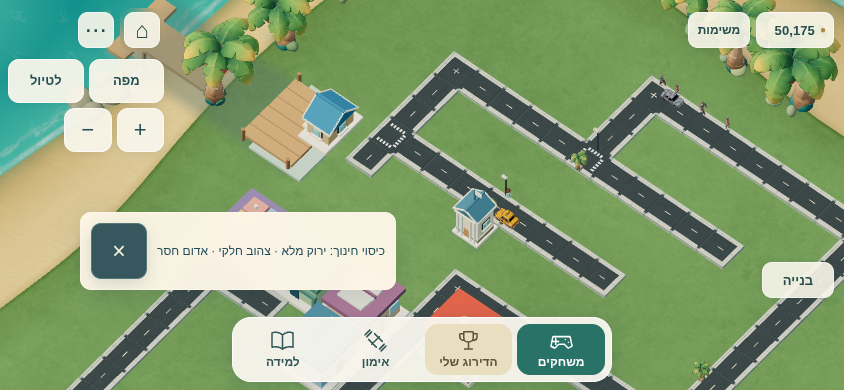 משימות
50,175
לטיול
מפה
כיסוי חינוך: ירוק מלא · צהוב חלקי · אדום חסר
בנייה
משחקים
הדירוג שלי
אימון
למידה